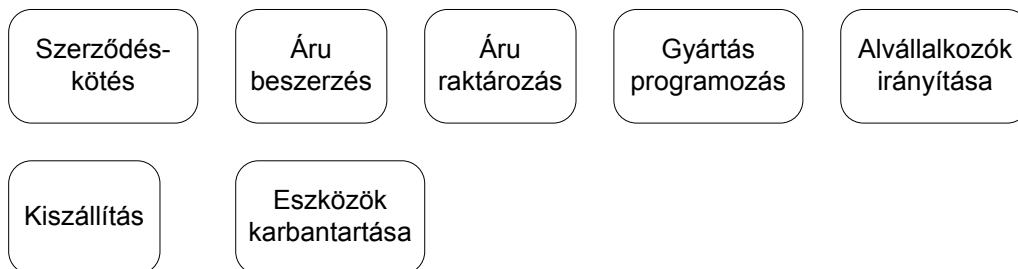 Szerződés-
kötés
Áru
beszerzés
Áru
raktározás
Gyártás
programozás
Alvállalkozók
irányítása
Kiszállítás
Eszközök
karbantartása